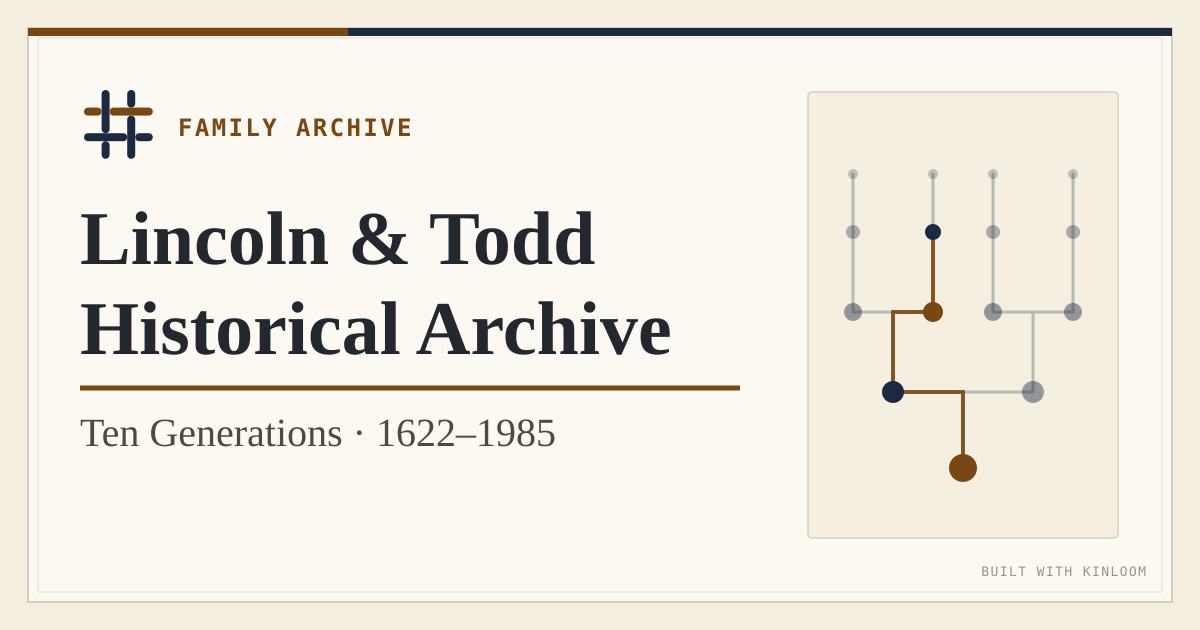 FAMILY ARCHIVE
Lincoln & Todd
Historical Archive
Ten Generations · 1622–1985
BUILT WITH KINLOOM